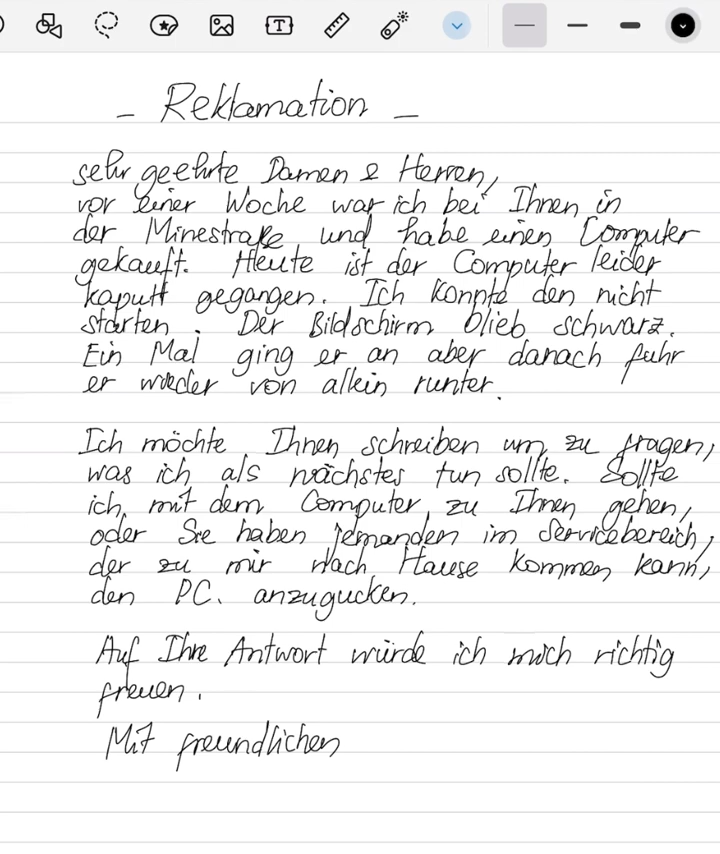 - Reklamation -
sehr geehrte Damen & Herren,
vor einer Woche war ich bei Ihnen in
der Minestraße und habe einen Computer
gekauft. Heute ist der Computer leider
kaputt gegangen. Ich konnte den nicht
starten. Der Bildschirm blieb schwarz.
Ein Mal ging er an aber danach fuhr
er wieder von allein runter.
Ich möchte Ihnen schreiben um zu fragen,
was ich als nächstes tun sollte. Sollte
ich mit dem Computer zu Ihnen gehen,
oder Sie haben jemanden im Servicebereich,
der zu mir nach Hause kommen kann,
den PC. anzugucken.
Auf Ihre Antwort würde ich mich richtig
freuen.
Mit freundlichen